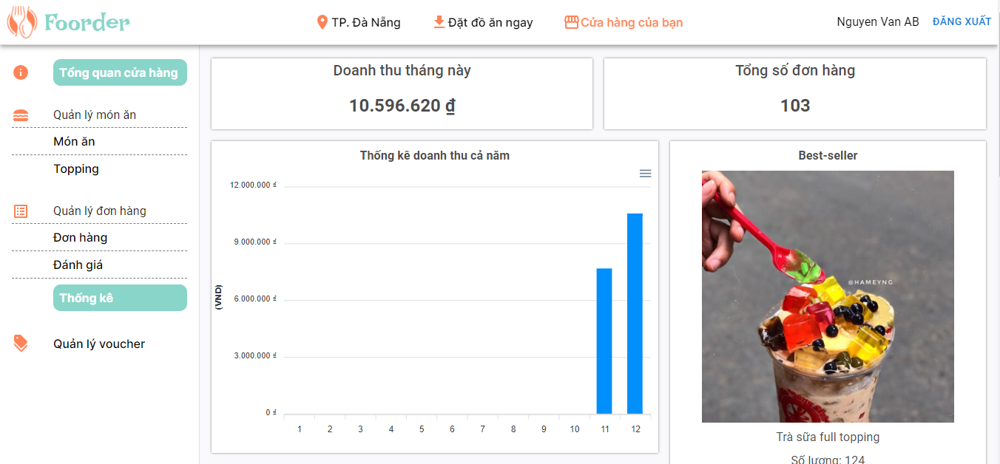 Foorder
TP. Đà Nẵng
Đặt đồ ăn ngay
Cửa hàng của bạn
Nguyen Van AB
ĐĂNG XUẤT
Tổng quan cửa hàng
Quản lý món ăn
Món ăn
Topping
Quản lý đơn hàng
Đơn hàng
Đánh giá
Thống kê
Quản lý voucher
Doanh thu tháng này
10.596.620 ₫
Tổng số đơn hàng
103
Thống kê doanh thu cả năm
12.000.000 ₫
9.000.000 ₫
6.000.000 ₫
3.000.000 ₫
0 ₫
(VND)
1 2 3 4 5 6 7 8 9 10 11 12
Best-seller
@HAMEYNG
Trà sữa full topping
Số lượng: 124